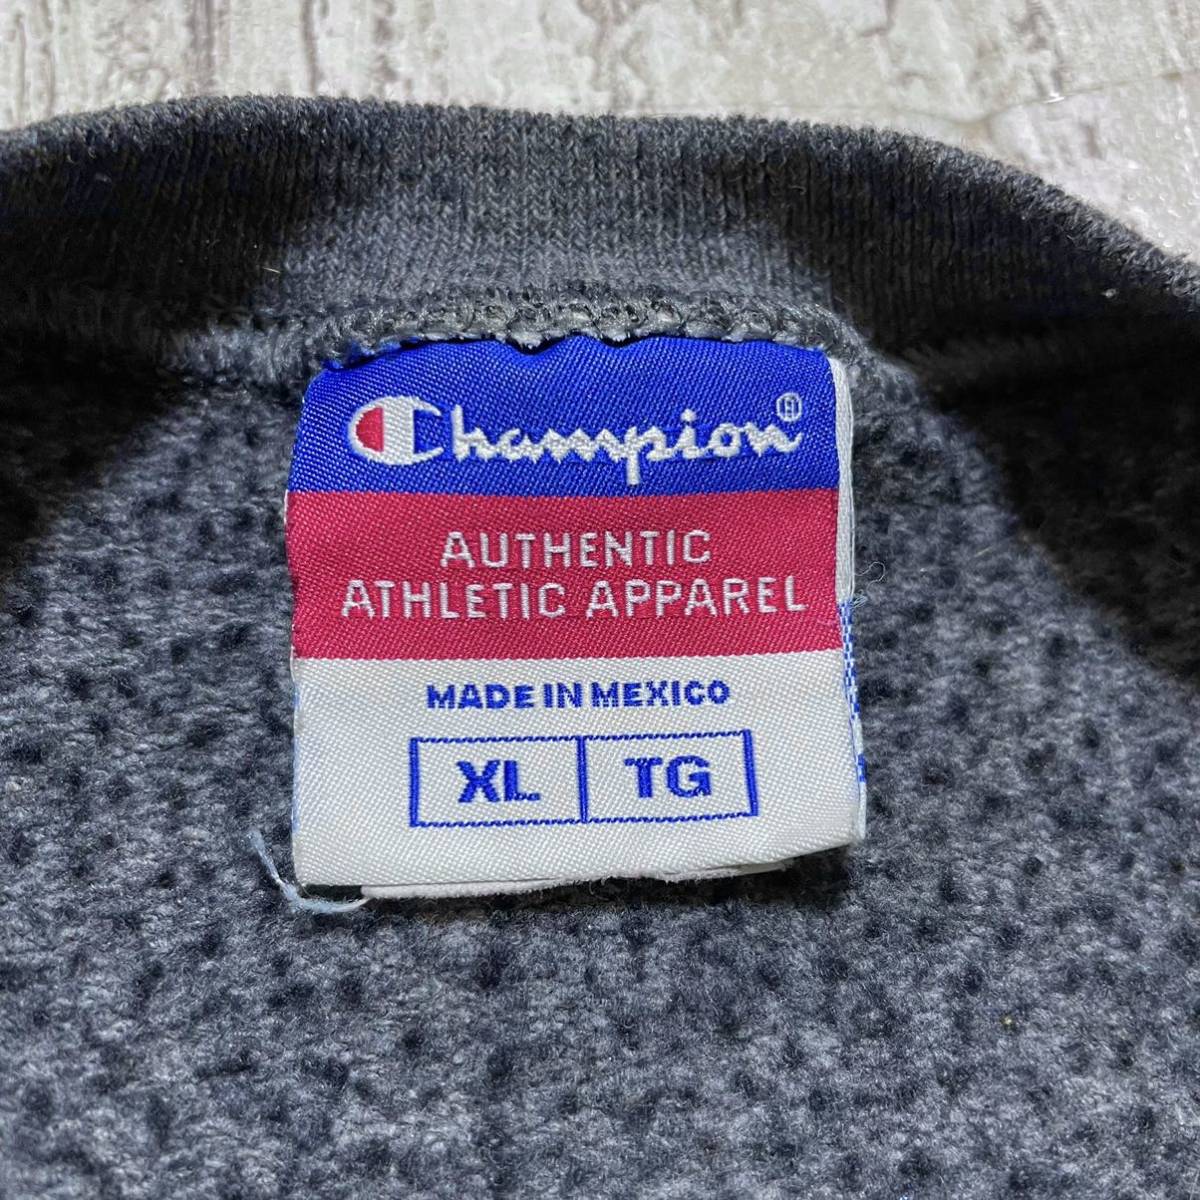 Champion®
AUTHENTIC
ATHLETIC APPAREL
MADE IN MEXICO
XL TG